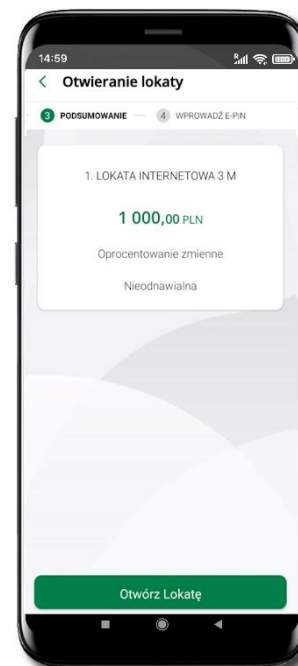 14:59
Otwieranie lokaty
3 PODSUMOWANIE 4 WPROWADŹ E-PIN
1. LOKATA INTERNETOWA 3 M
1 000,00 PLN
Oprocentowanie zmienne
Nieodnawialna
Otwórz Lokatę